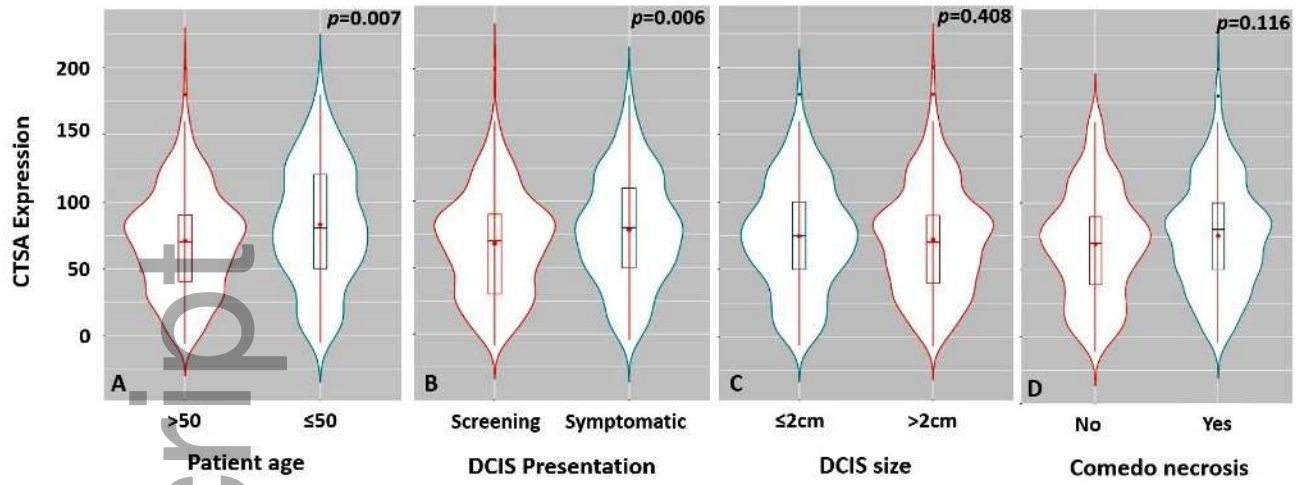 p=0.007
p=0.006
p=0.408
p=0.116
CTSA Expression
200
150
100
50
0
A
B
C
D
>50
≤50
Screening
Symptomatic
≤2cm
>2cm
No
Yes
Patient age
DCIS Presentation
DCIS size
Comedo necrosis